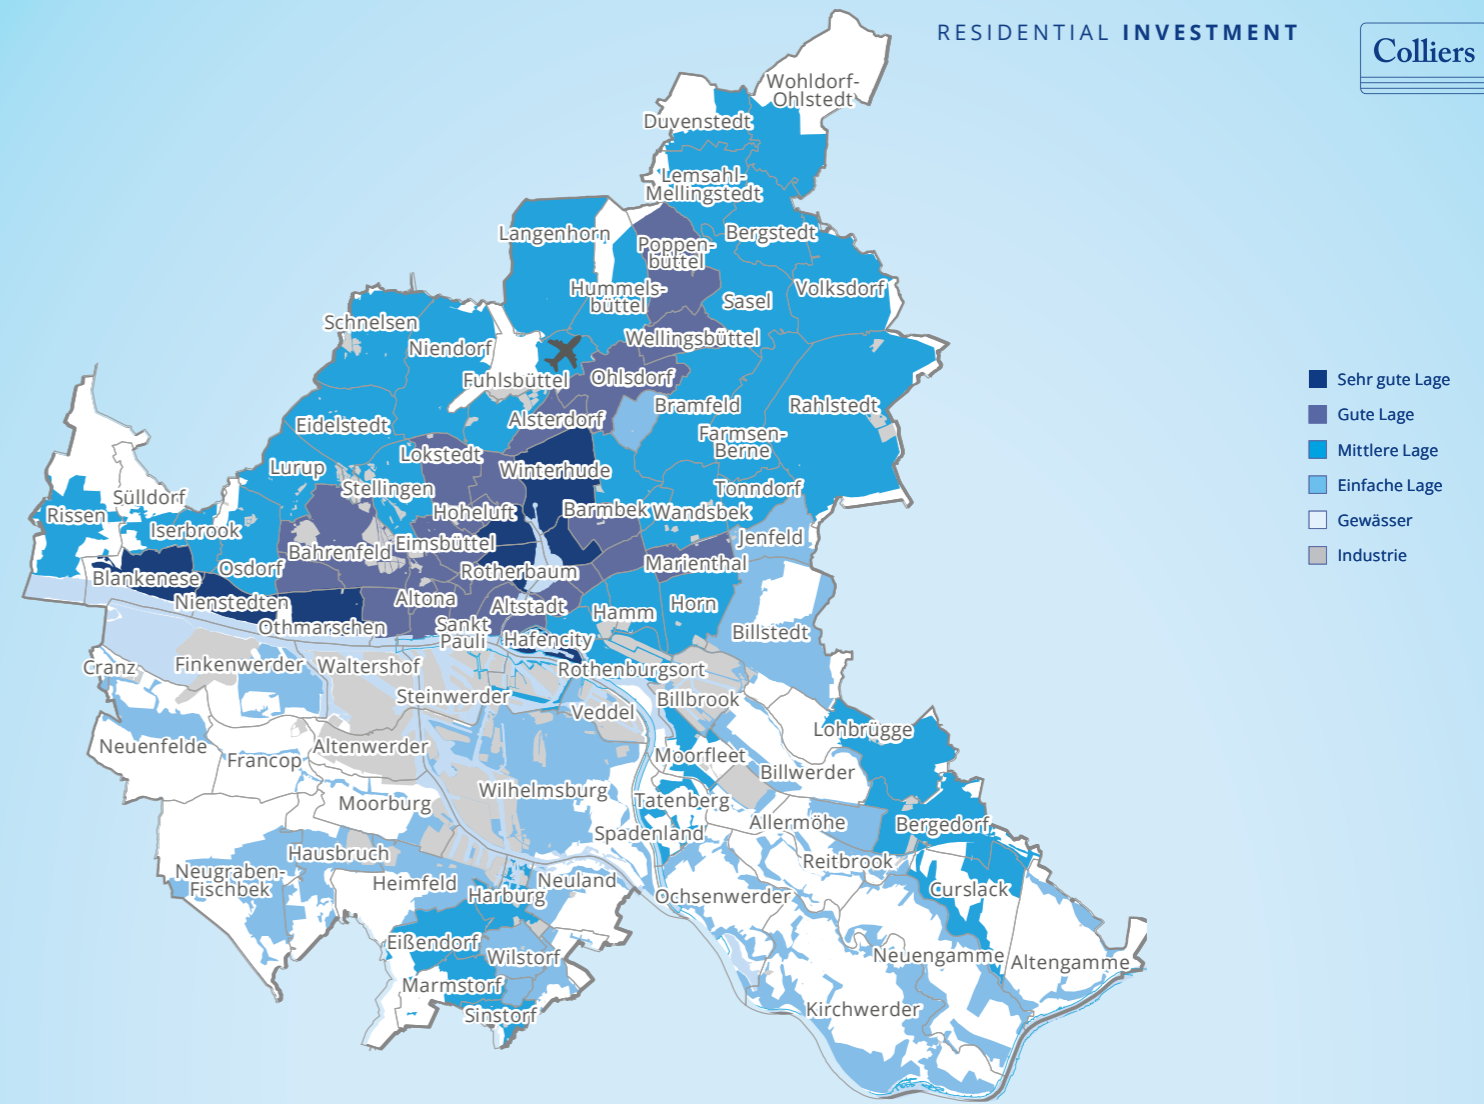 RESIDENTIAL INVESTMENT
Colliers
Wohldorf-
Ohlstedt
Duvenstedt
Lemsahl-
Mellingstedt
Langenhorn
Poppen-
büttel
Bergstedt
Hummels-
büttel
Sasel
Volksdorf
Schnelsen
Niendorf
Wellingsbüttel
Fuhlsbüttel
Ohlsdorf
Bramfeld
Rahlstedt
Eidelstedt
Alsterdorf
Farmsen-
Berne
Lokstedt
Lurup
Winterhude
Stellingen
Tonndorf
Sülldorf
Rissen
Hoheluft
Barmbek
Wandsbek
Iserbrook
Eimsbüttel
Jenfeld
Bahrenfeld
Marienthal
Osdorf
Blankenese
Rotherbaum
Nienstedten
Altona
Altstadt
Hamm
Horn
Othmarschen
Sankt
Pauli
Hafencity
Billstedt
Cranz
Finkenwerder
Waltershof
Rothenburgsort
Steinwerder
Billbrook
Veddel
Lohbrügge
Neuenfelde
Francop
Altenwerder
Moorfleet
Billwerder
Wilhelmsburg
Moorburg
Tatenberg
Allermöhe
Bergedorf
Spadenland
Hausbruch
Reitbrook
Neugraben-
Fischbek
Heimfeld
Harburg
Neuland
Ochsenwerder
Curslack
Eißendorf
Wilstorf
Neuengamme
Altengamme
Marmstorf
Sinstorf
Kirchwerder
Sehr gute Lage
Gute Lage
Mittlere Lage
Einfache Lage
Gewässer
Industrie